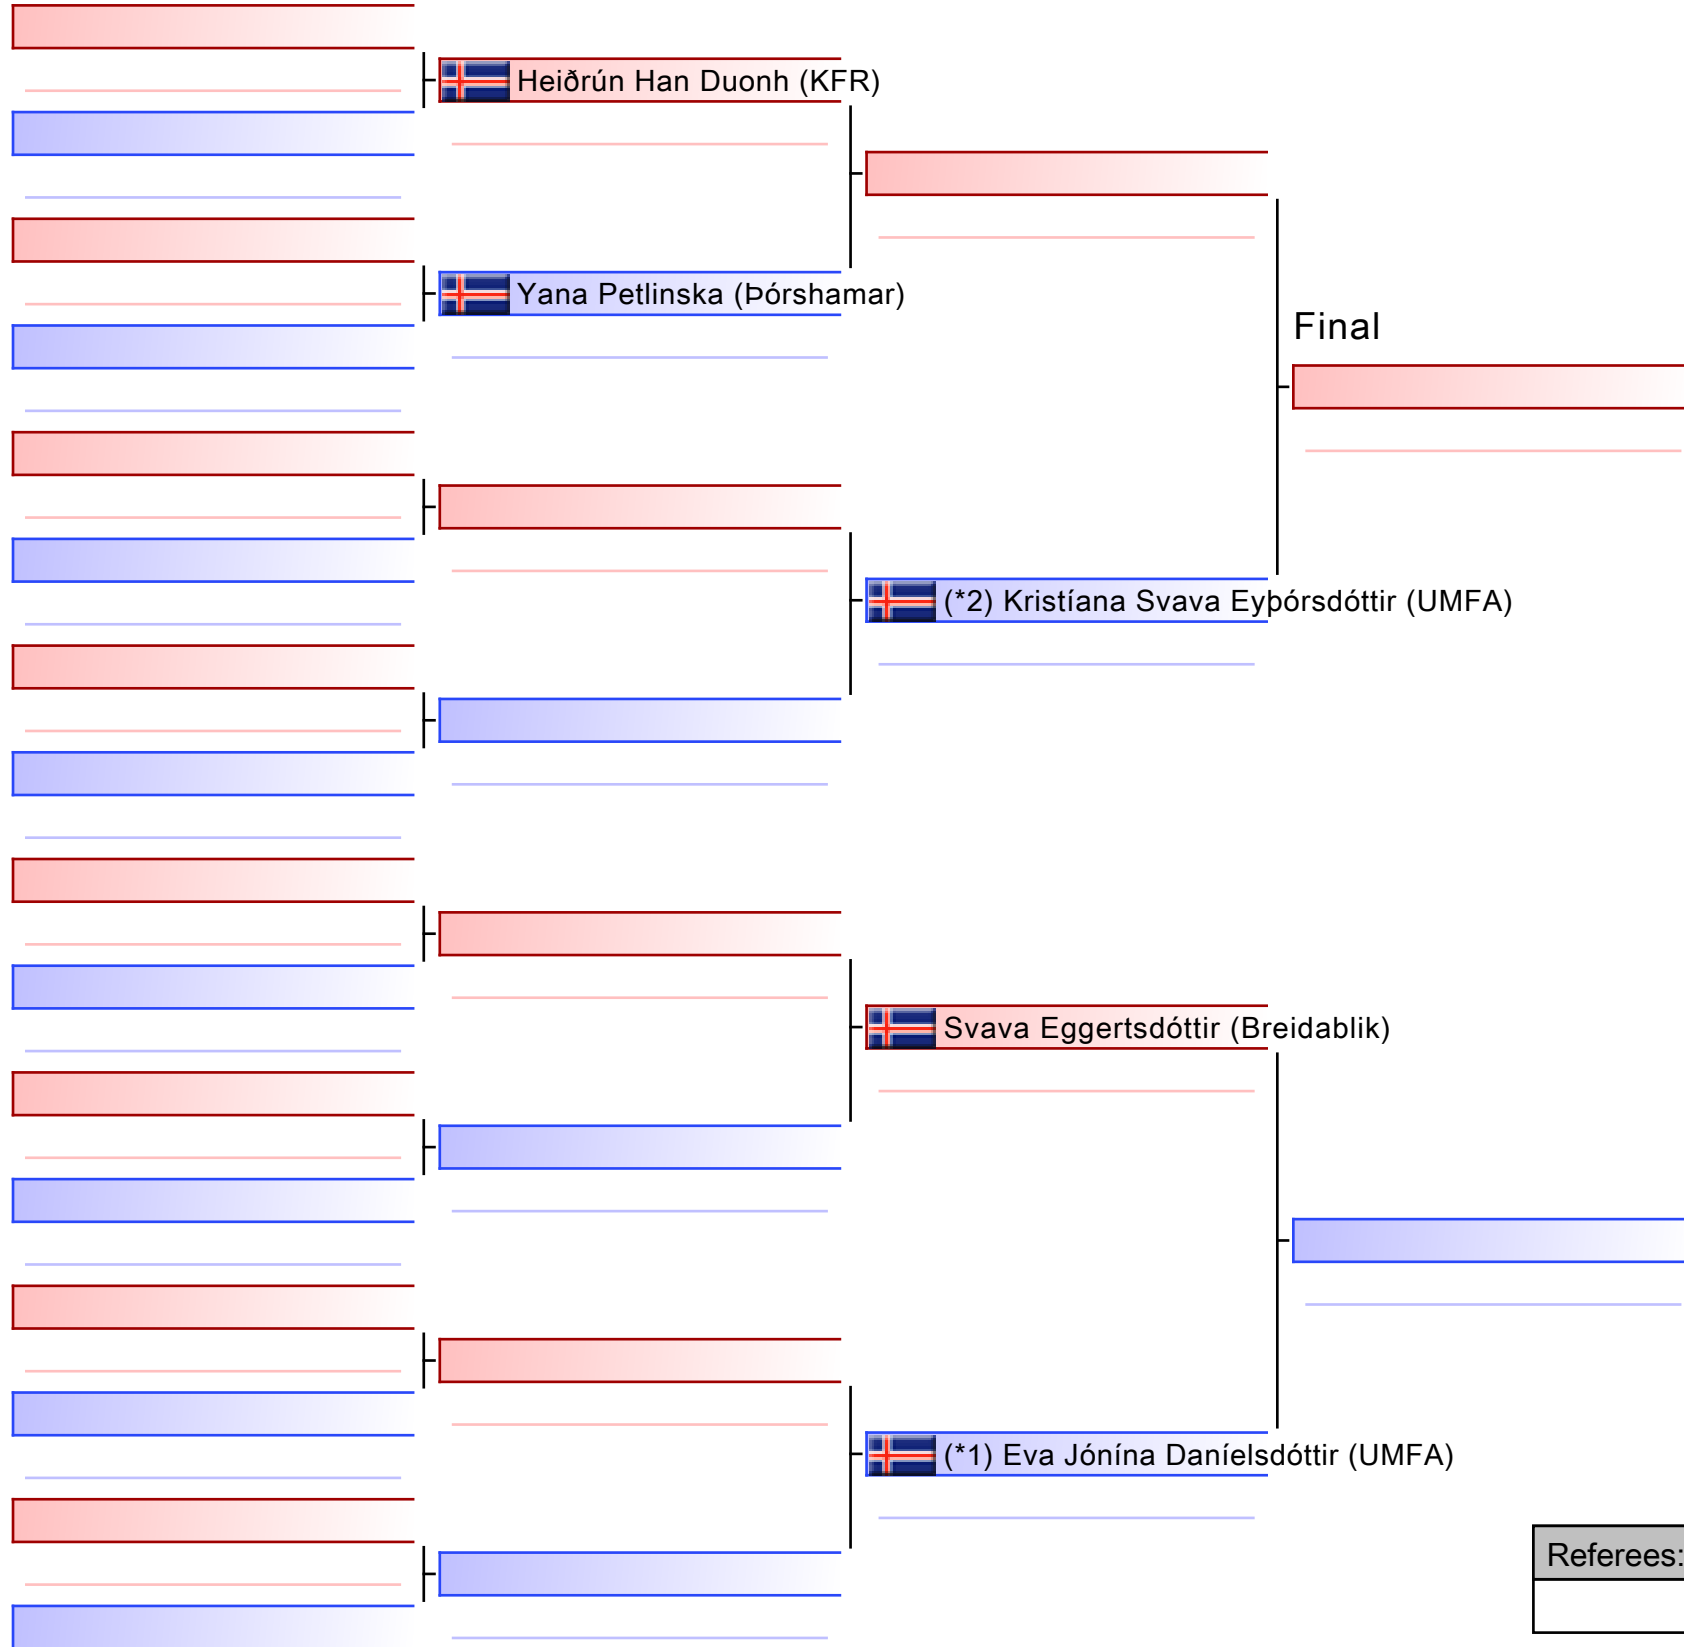 Heiðrún Han Duonh (KFR)
Yana Petlinska (Þórshamar)
Final
(*2) Kristíana Svava Eyþórsdóttir (UMFA)
Svava Eggertsdóttir (Breidablik)
(*1) Eva Jónína Daníelsdóttir (UMFA)
Referees: